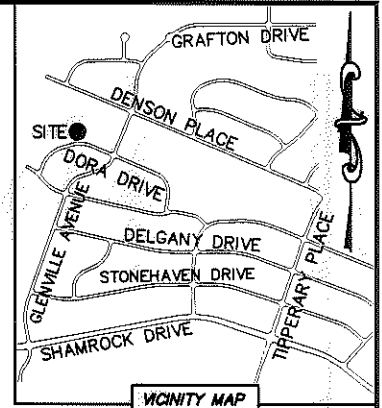 GRAFTON DRIVE
DENSON PLACE
SITE
DORA DRIVE
GLENVILLE AVENUE
DELGANY DRIVE
TIPPERARY PLACE
STONEHAVEN DRIVE
SHAMROCK DRIVE
VICINITY MAP